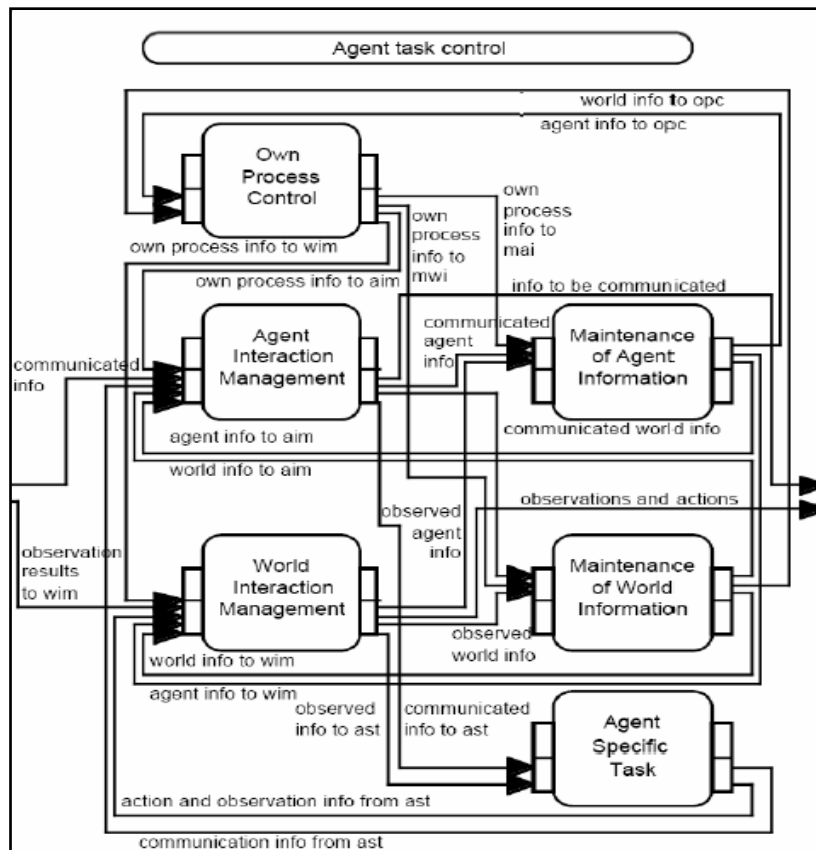 Agent task control
world info to opc
agent info to opc
Own
Process
Control
own
process
info to
mai
own
process
info to
mwi
own process info to wim
own process info to aim
info to be communicated
Agent
Interaction
Management
communicated
agent
info
Maintenance
of Agent
Information
communicated
info
agent info to aim
communicated world info
world info to aim
observations and actions
observed
agent
info
observation
results
to wim
World
Interaction
Management
Maintenance
of World
Information
observed
world info
world info to wim
agent info to wim
observed
info to ast
communicated
info to ast
Agent
Specific
Task
action and observation info from ast
communication info from ast